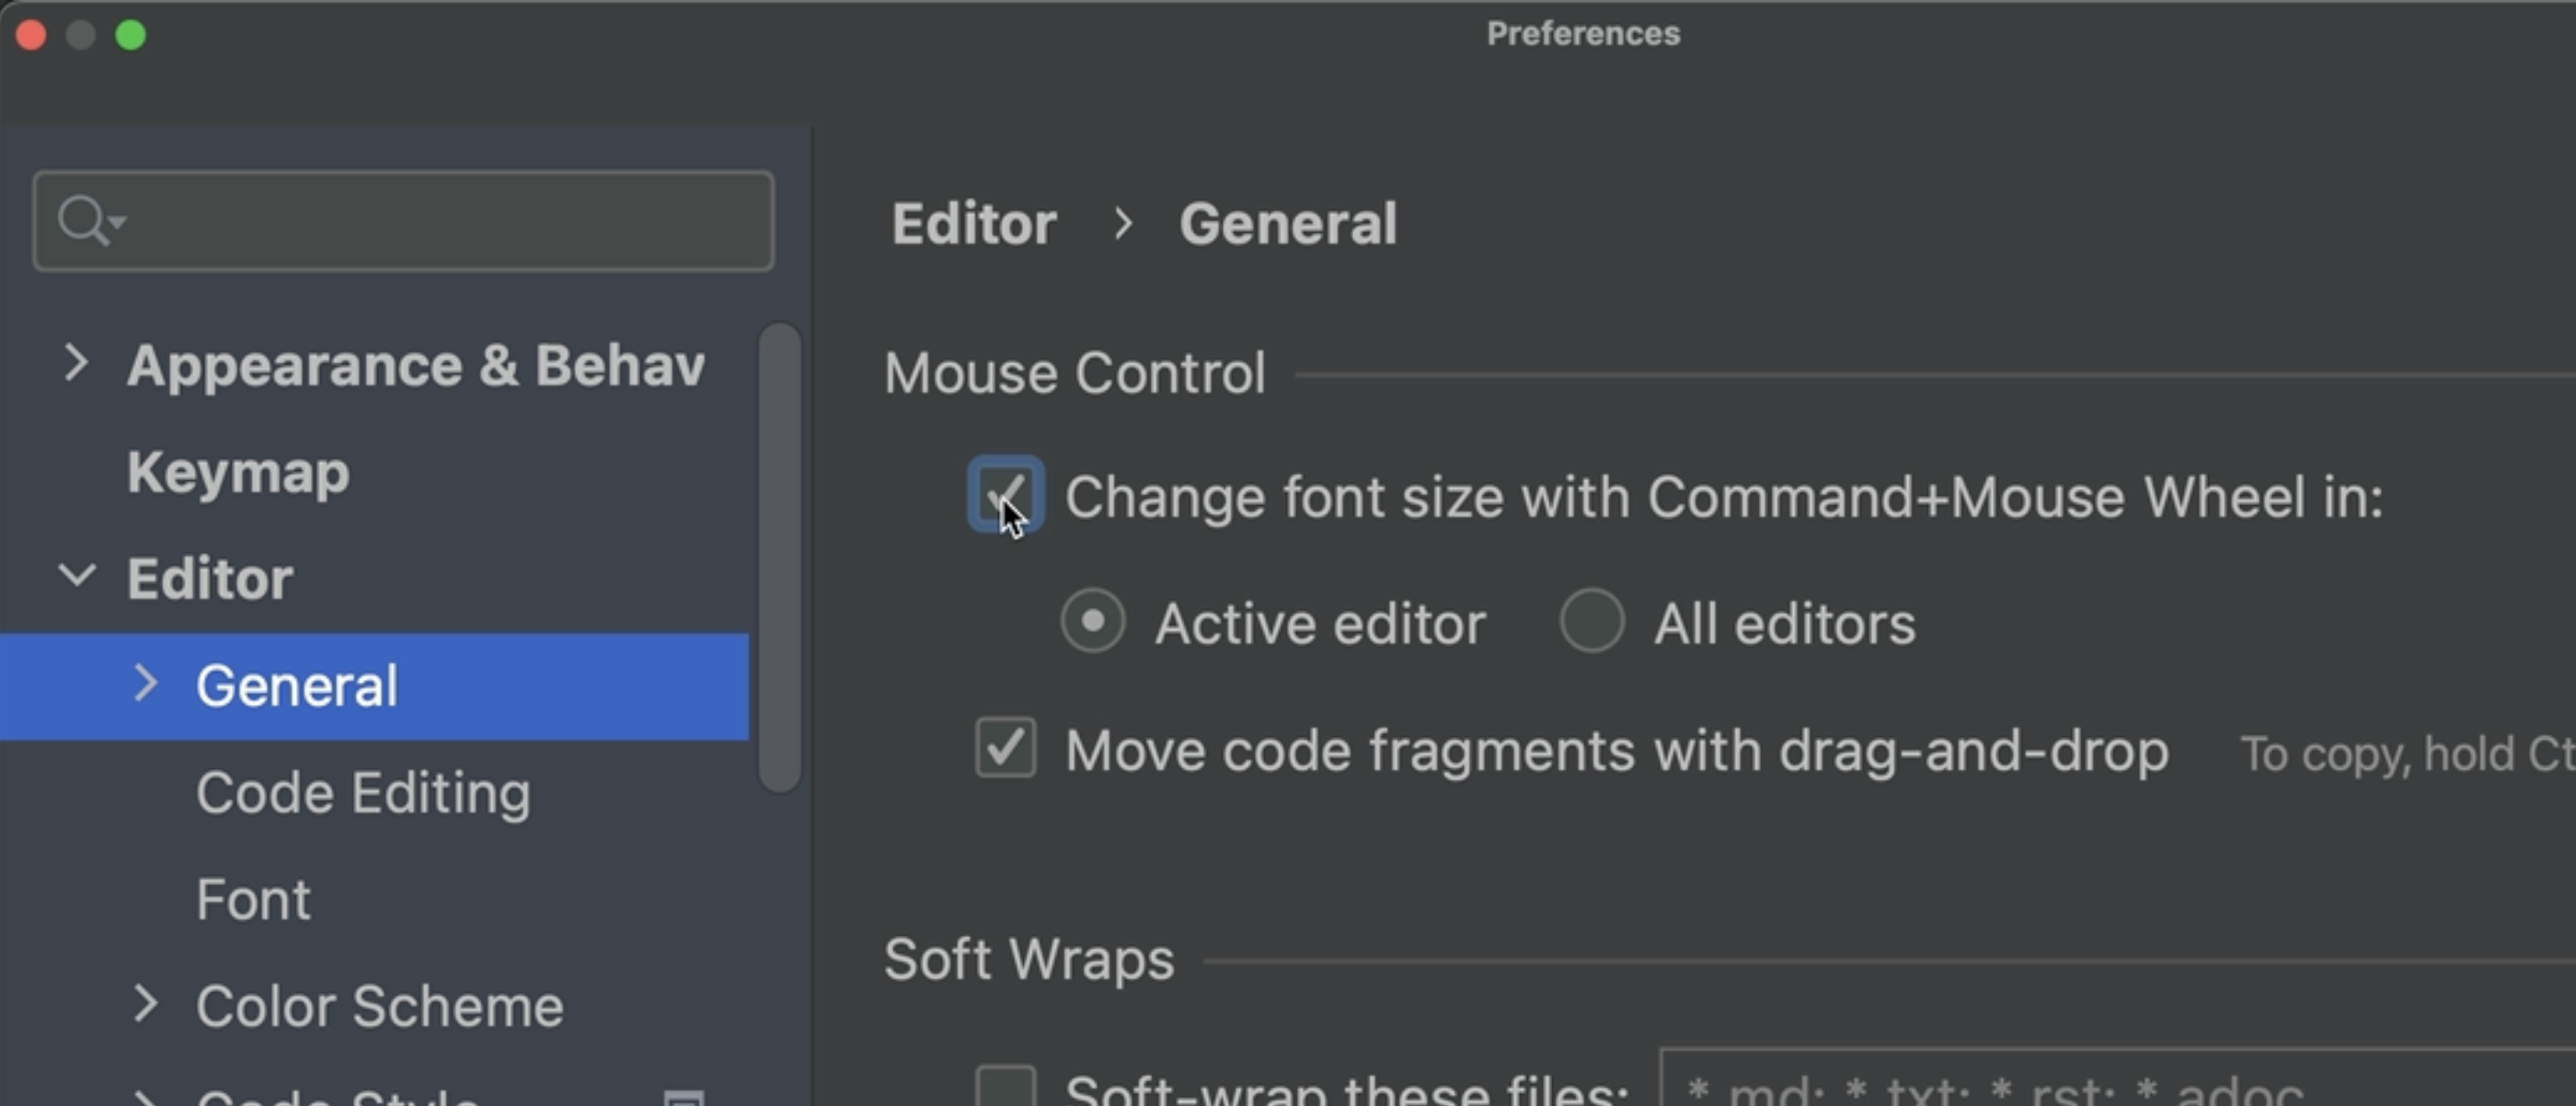 Preferences
Appearance & Behav
Keymap
Editor
General
Code Editing
Font
Color Scheme
Code Style
Editor > General
Mouse Control
Change font size with Command+Mouse Wheel in:
Active editor All editors
Move code fragments with drag-and-drop To copy, hold Ct
Soft Wraps
Soft-wrap these files: *.md; *.txt; *.rst; *.adoc